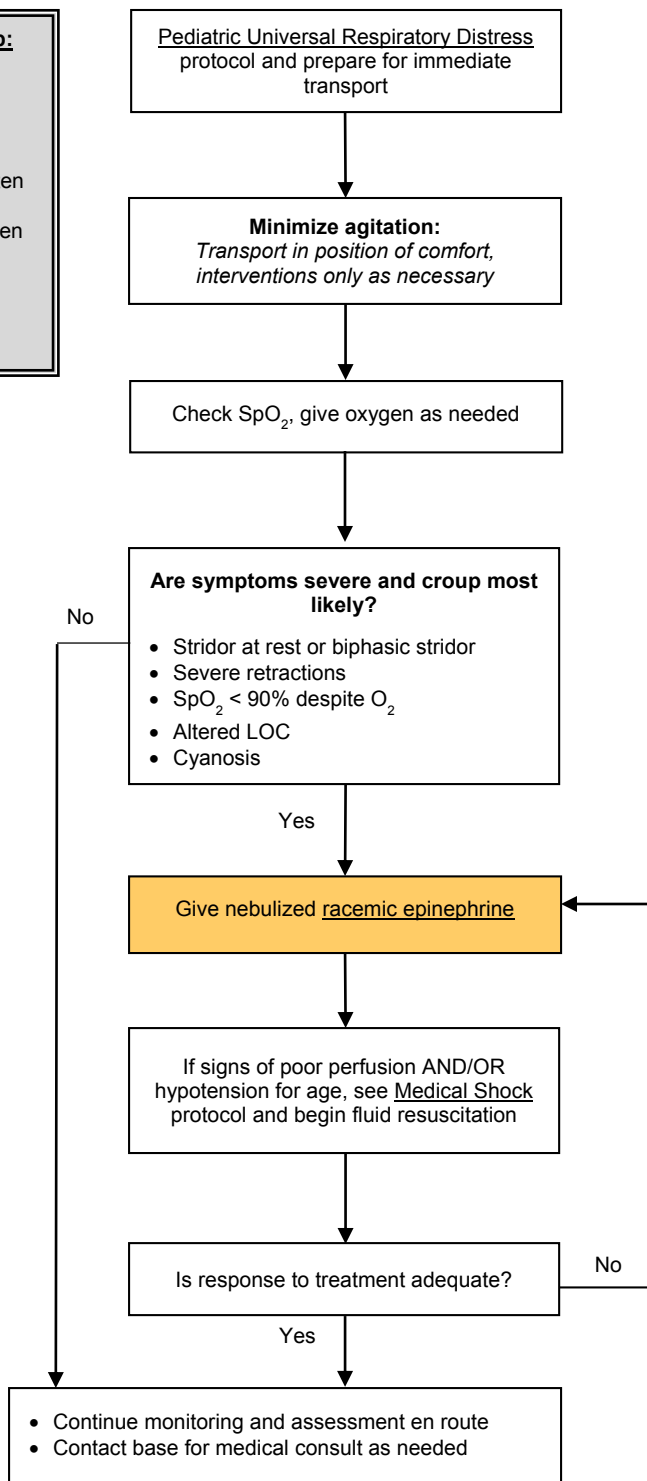 Pediatric Universal Respiratory Distress
protocol and prepare for immediate
transport
Minimize agitation:
Transport in position of comfort,
interventions only as necessary
Check SpO₂, give oxygen as needed
Are symptoms severe and croup most
likely?
• Stridor at rest or biphasic stridor
• Severe retractions
• SpO₂ < 90% despite O₂
• Altered LOC
• Cyanosis
No
Yes
Give nebulized racemic epinephrine
If signs of poor perfusion AND/OR
hypotension for age, see Medical Shock
protocol and begin fluid resuscitation
Is response to treatment adequate?
No
Yes
• Continue monitoring and assessment en route
• Contact base for medical consult as needed